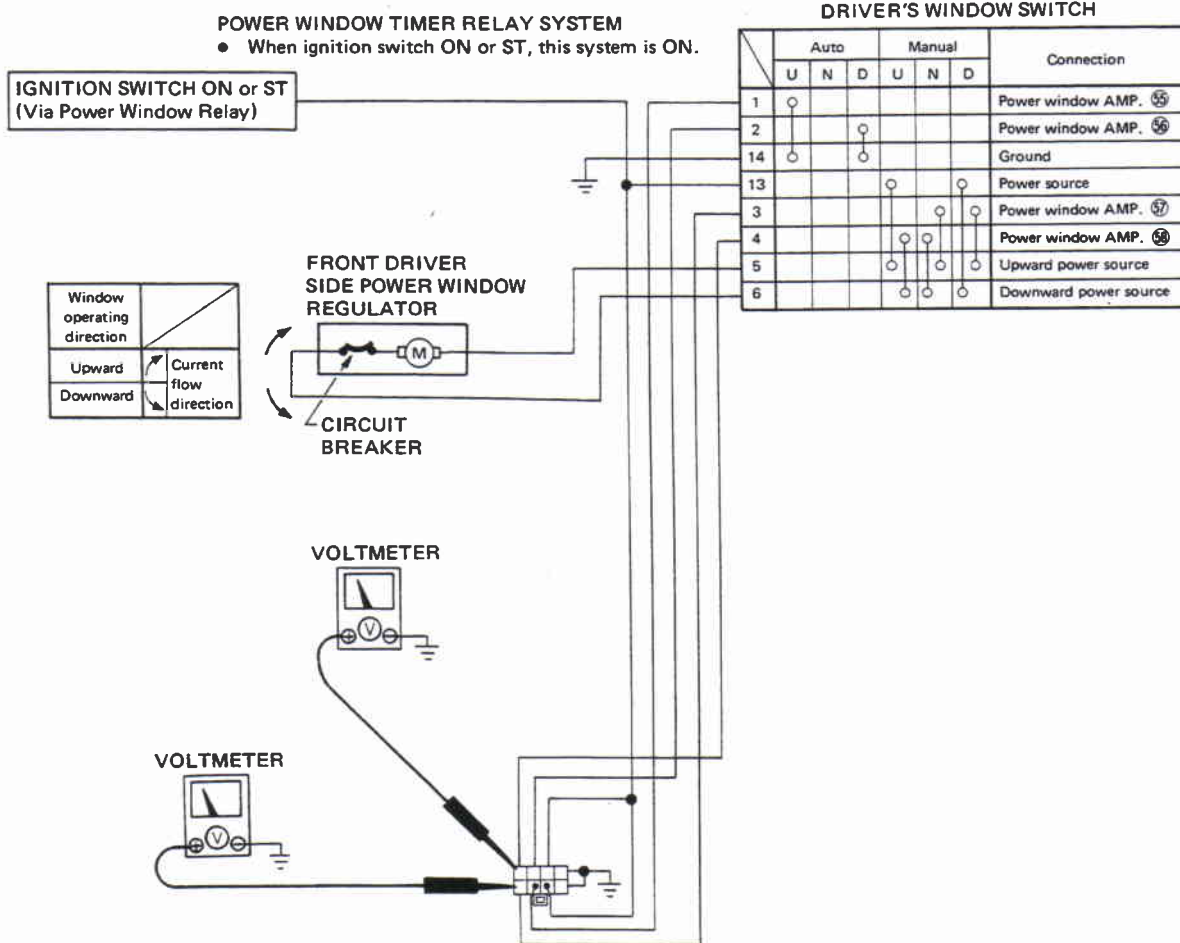 POWER WINDOW TIMER RELAY SYSTEM
● When ignition switch ON or ST, this system is ON.
IGNITION SWITCH ON or ST
(Via Power Window Relay)
DRIVER'S WINDOW SWITCH
Auto Manual Connection
U N D U N D
1 Power window AMP. 55
2 Power window AMP. 56
14 Ground
13 Power source
3 Power window AMP. 57
4 Power window AMP. 58
5 Upward power source
6 Downward power source
FRONT DRIVER
SIDE POWER WINDOW
REGULATOR
M
CIRCUIT
BREAKER
Window
operating
direction
Upward
Downward
Current
flow
direction
VOLTMETER
V
VOLTMETER
V